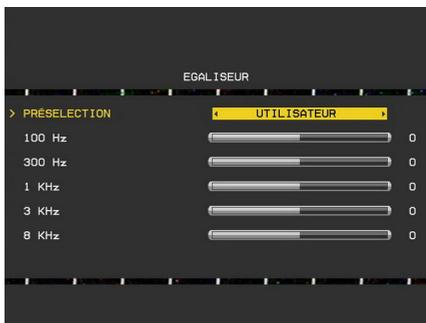 EGALISEUR
> PRÉSELECTION UTILISATEUR
100 Hz 0
300 Hz 0
1 KHz 0
3 KHz 0
8 KHz 0